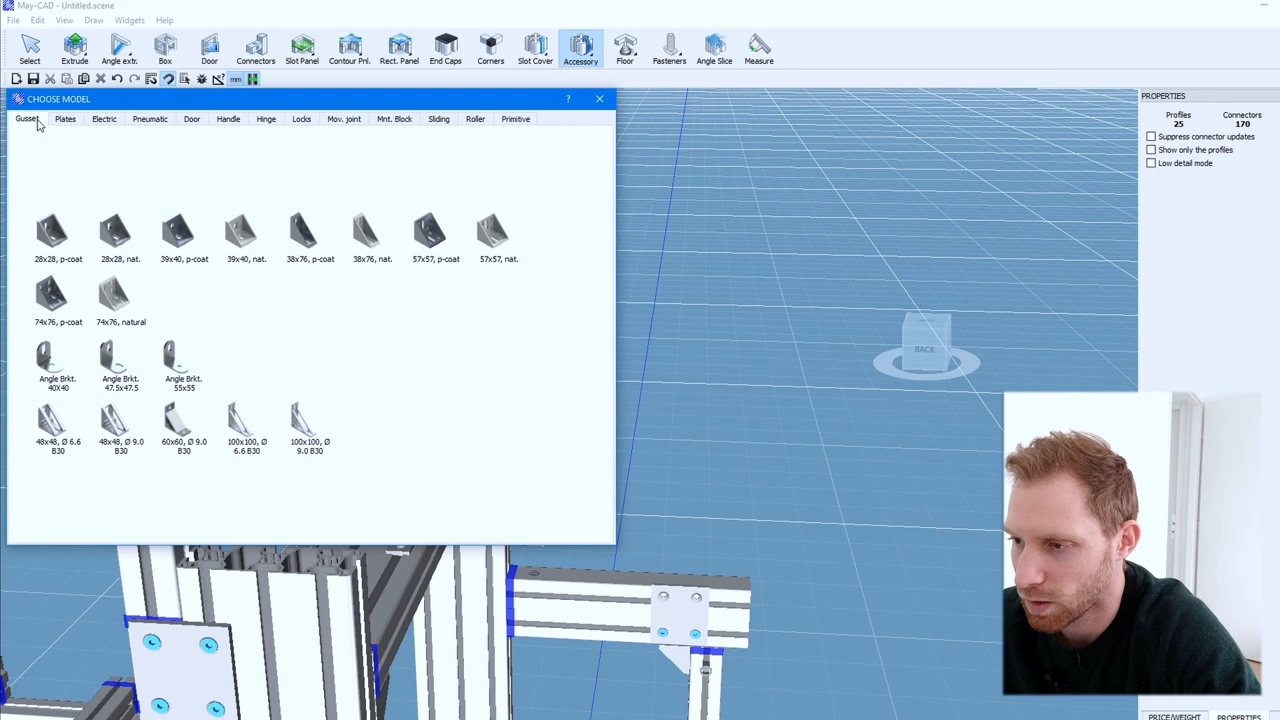 May-CAD - Untitled.scene
File Edit View Draw Widgets Help
Select Extrude Angle extr. Box Door Connectors Slot Panel Contour Pnl. Rect. Panel End Caps Corners Slot Cover Accessory Floor Fasteners Angle Slice Measure
mm
CHOOSE MODEL ?
Plates Electric Pneumatic Door Handle Hinge Locks Mov. joint Mnt. Block Sliding Roller Primitive
28x28, p-coat 28x28, nat. 39x40, p-coat 39x40, nat. 38x76, p-coat 38x76, nat. 57x57, p-coat 57x57, nat.
74x76, p-coat 74x76, natural
Angle Brkt. Angle Brkt. Angle Brkt.
40X40 47.5x47.5 55x55
48x48, Ø 6.6 48x48, Ø 9.0 60x60, Ø 9.0 100x100, Ø 100x100, Ø
B30 B30 B30 6.6 B30 9.0 B30
BACK
PROPERTIES
Profiles Connectors
25 170
Suppress connector updates
Show only the profiles
Low detail mode
PRICE/WEIGHT PROPERTIES